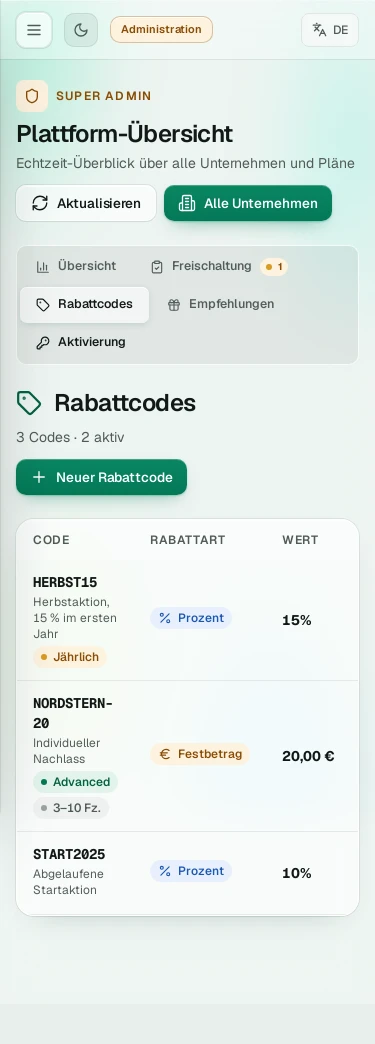 Administration
DE
SUPER ADMIN
Plattform-Übersicht
Echtzeit-Überblick über alle Unternehmen und Pläne
Aktualisieren
Alle Unternehmen
Übersicht
Freischaltung 1
Rabattcodes
Empfehlungen
Aktivierung
Rabattcodes
3 Codes · 2 aktiv
Neuer Rabattcode
CODE RABATTART WERT
HERBST15
Herbstaktion,
15 % im ersten
Jahr
Jährlich
Prozent
15%
NORDSTERN-
20
Individueller
Nachlass
Advanced
3–10 Fz.
€ Festbetrag
20,00 €
START2025
Abgelaufene
Startaktion
Prozent
10%